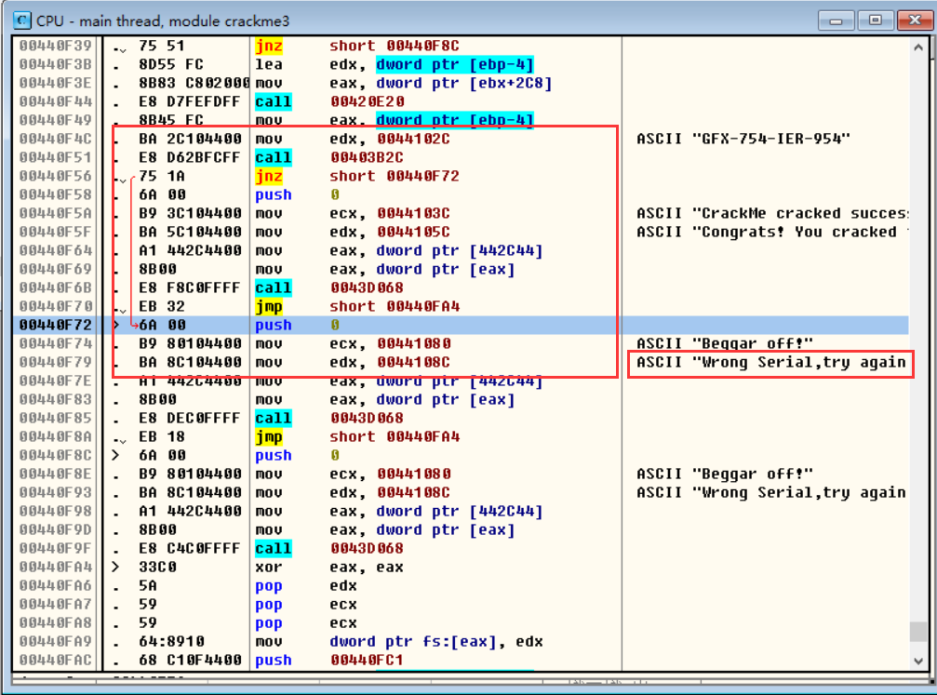 CPU - main thread, module crackme3
00440F39 . 75 51 jnz short 00440F8C
00440F3B . 8D55 FC lea edx, dword ptr [ebp-4]
00440F3E . 8B83 C802000 mov eax, dword ptr [ebx+2C8]
00440F44 . E8 D7FEFDFF call 00420E20
00440F49 . 8B45 FC mov eax, dword ptr [ebp-4]
00440F4C . BA 2C104400 mov edx, 0044102C ASCII "GFX-754-IER-954"
00440F51 . E8 D62BFCFF call 00403B2C
00440F56 . 75 1A jnz short 00440F72
00440F58 . 6A 00 push 0
00440F5A . B9 3C104400 mov ecx, 0044103C ASCII "CrackMe cracked succes
00440F5F . BA 5C104400 mov edx, 0044105C ASCII "Congrats! You cracked
00440F64 . A1 442C4400 mov eax, dword ptr [442C44]
00440F69 . 8B00 mov eax, dword ptr [eax]
00440F6B . E8 F8C0FFFF call 0043D068
00440F70 . EB 32 jmp short 00440FA4
00440F72 > 6A 00 push 0
00440F74 . B9 80104400 mov ecx, 00441080 ASCII "Beggar off!"
00440F79 . BA 8C104400 mov edx, 0044108C ASCII "Wrong Serial,try again
00440F7E . A1 442C4400 mov eax, dword ptr [442C44]
00440F83 . 8B00 mov eax, dword ptr [eax]
00440F85 . E8 DEC0FFFF call 0043D068
00440F8A . EB 18 jmp short 00440FA4
00440F8C > 6A 00 push 0
00440F8E . B9 80104400 mov ecx, 00441080 ASCII "Beggar off!"
00440F93 . BA 8C104400 mov edx, 0044108C ASCII "Wrong Serial,try again
00440F98 . A1 442C4400 mov eax, dword ptr [442C44]
00440F9D . 8B00 mov eax, dword ptr [eax]
00440F9F . E8 C4C0FFFF call 0043D068
00440FA4 > 33C0 xor eax, eax
00440FA6 . 5A pop edx
00440FA7 . 59 pop ecx
00440FA8 . 59 pop ecx
00440FA9 . 64:8910 mov dword ptr fs:[eax], edx
00440FAC . 68 C10F4400 push 00440FC1